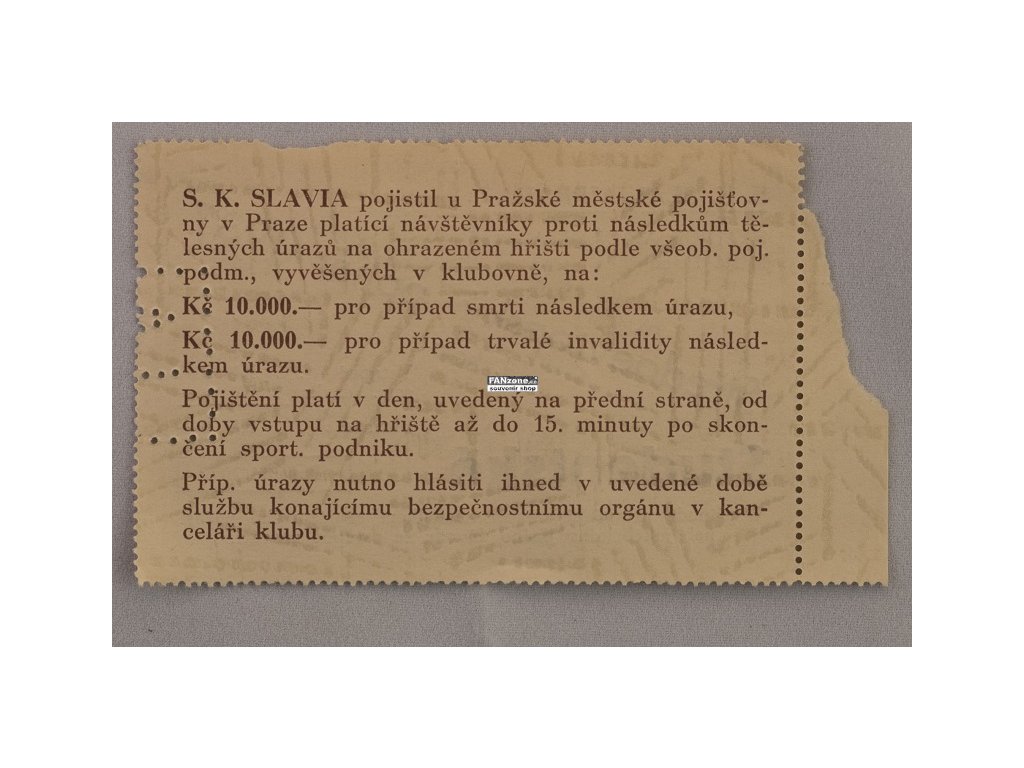 S. K. SLAVIA pojistil u Pražské městské pojišťov-
ny v Praze platící návštěvníky proti následkům tě-
lesných úrazů na ohrazeném hřišti podle všeob. poj.
podm., vyvěšených v klubovně, na:
Kč 10.000.— pro případ smrti následkem úrazu,
Kč 10.000.— pro případ trvalé invalidity násled-
kem úrazu.
FANzone.cz
souvenir shop
Pojištění platí v den, uvedený na přední straně, od
doby vstupu na hřiště až do 15. minuty po skon-
čení sport. podniku.
Příp. úrazy nutno hlásiti ihned v uvedené době
službu konajícímu bezpečnostnímu orgánu v kan-
celáři klubu.